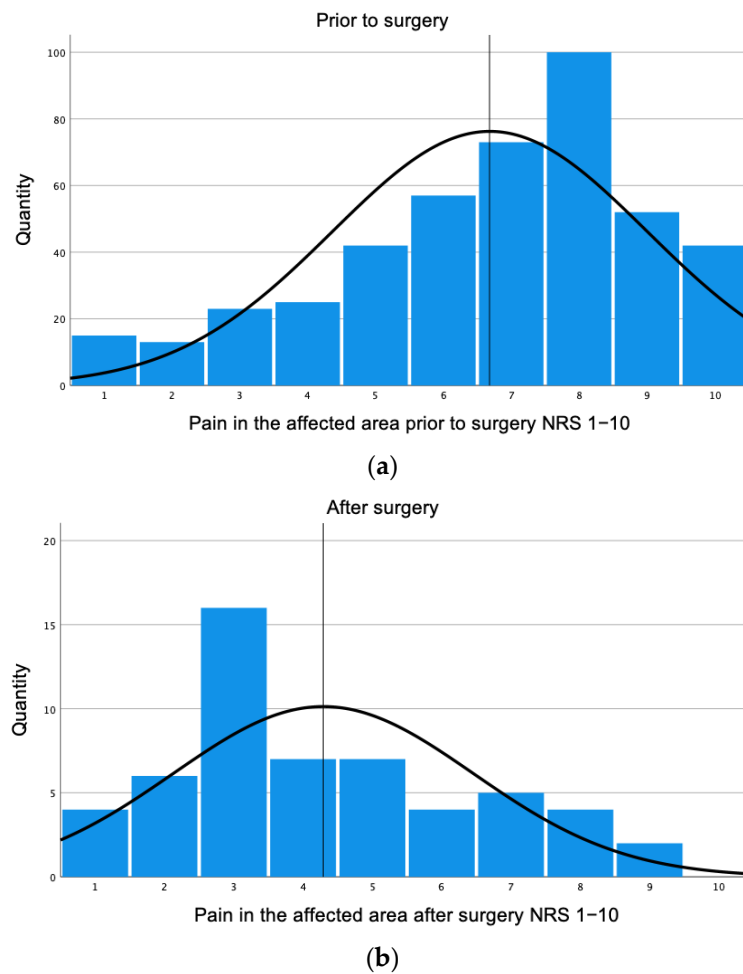 Prior to surgery
100
80
60
40
20
0
Quantity
1 2 3 4 5 6 7 8 9 10
Pain in the affected area prior to surgery NRS 1−10
(a)
After surgery
20
15
10
5
0
Quantity
1 2 3 4 5 6 7 8 9 10
Pain in the affected area after surgery NRS 1−10
(b)